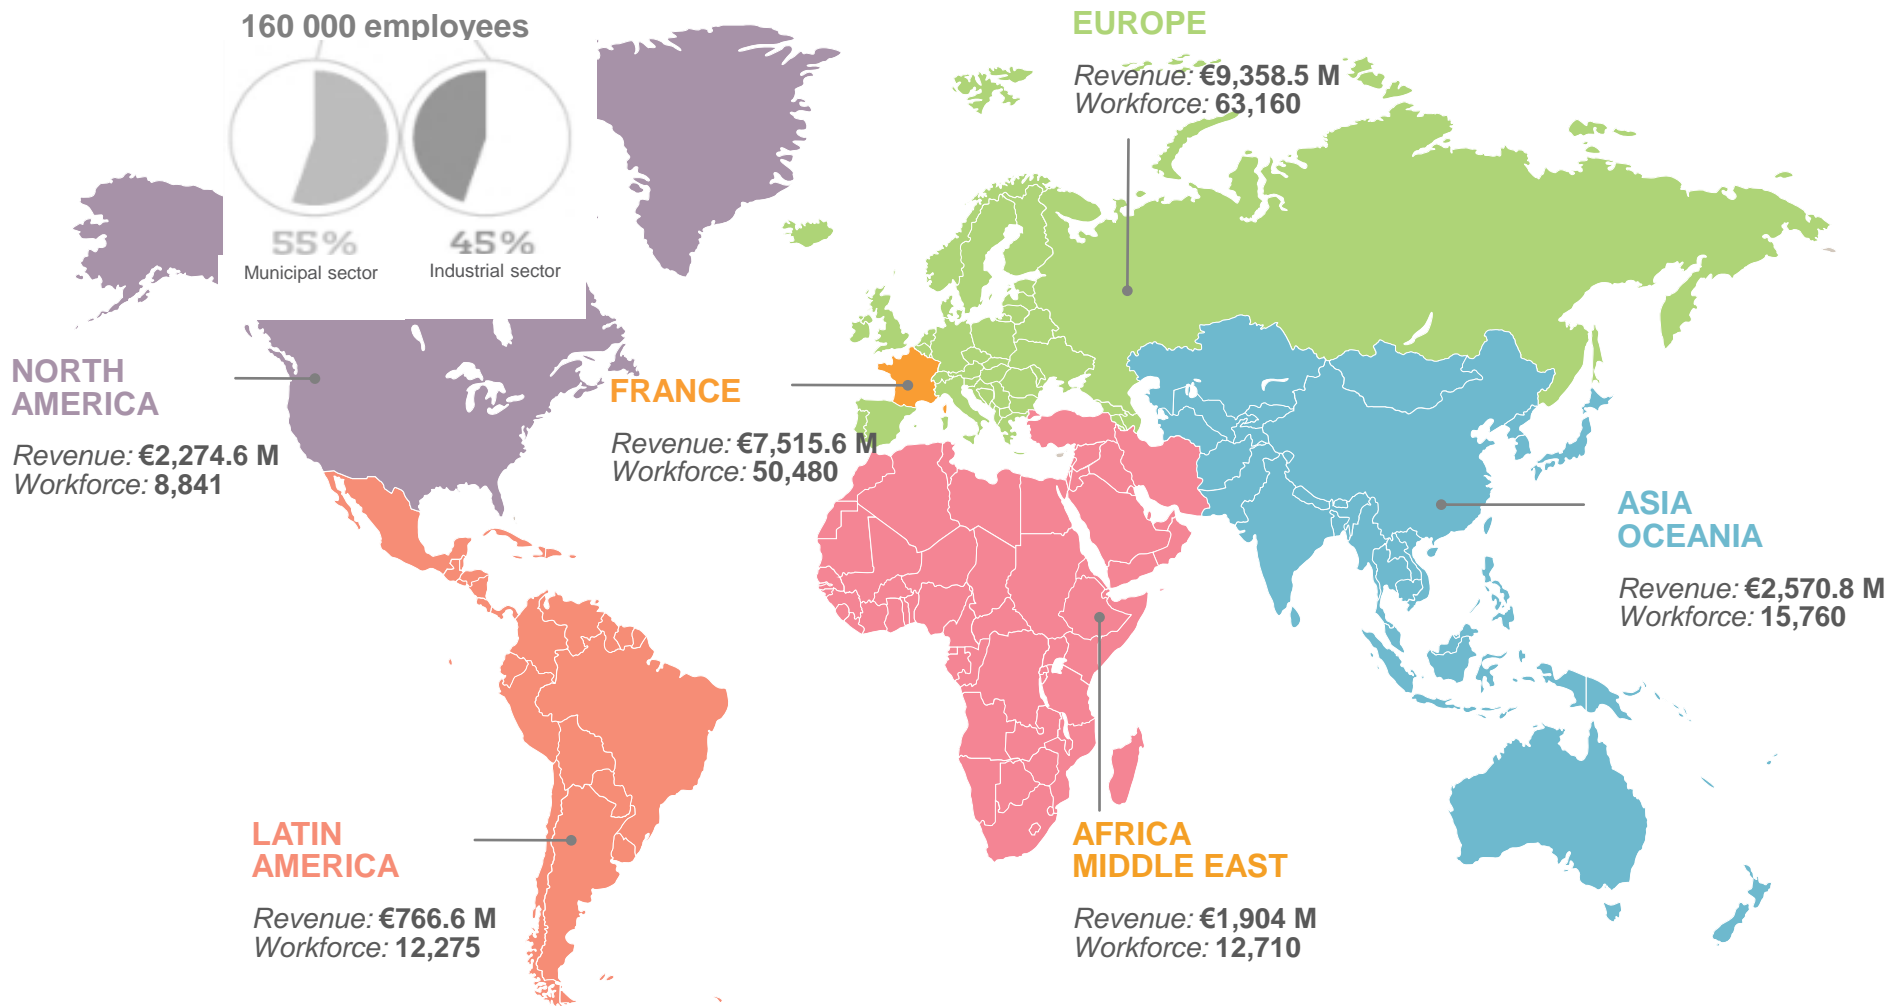 160 000 employees
55%
Municipal sector
45%
Industrial sector
EUROPE
Revenue: €9,358.5 M
Workforce: 63,160
NORTH
AMERICA
Revenue: €2,274.6 M
Workforce: 8,841
FRANCE
Revenue: €7,515.6 M
Workforce: 50,480
ASIA
OCEANIA
Revenue: €2,570.8 M
Workforce: 15,760
LATIN
AMERICA
Revenue: €766.6 M
Workforce: 12,275
AFRICA
MIDDLE EAST
Revenue: €1,904 M
Workforce: 12,710